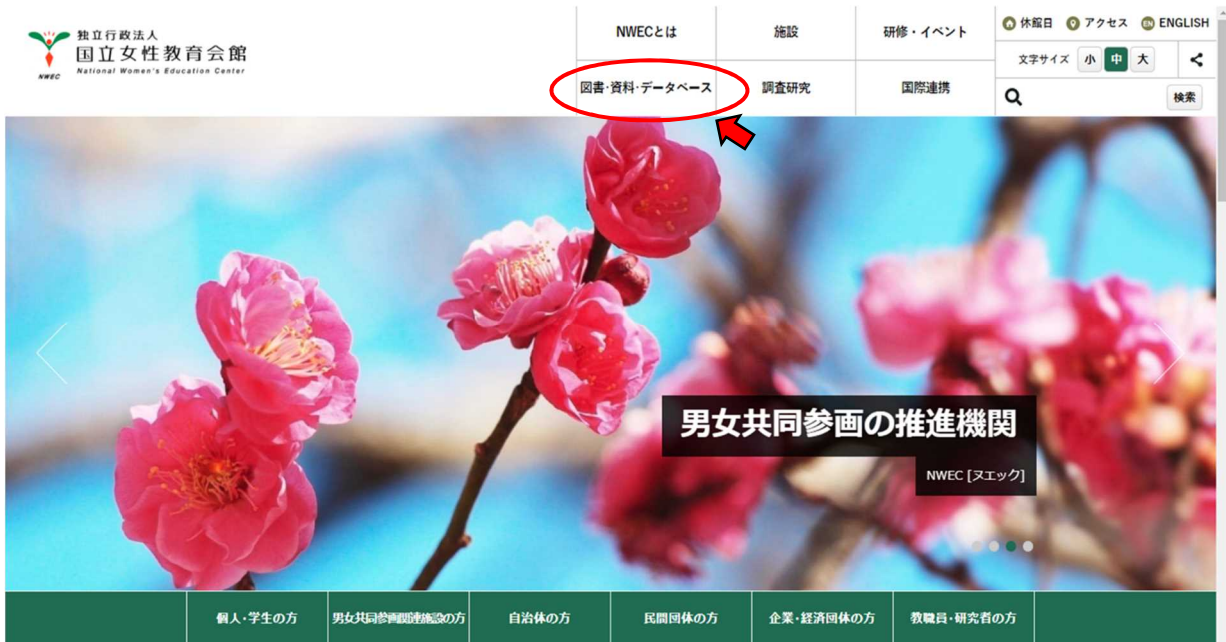 独立行政法人
国立女性教育会館
National Women's Education Center
NWEC
NWECとは
施設
研修・イベント
図書・資料・データベース
調査研究
国際連携
休館日
アクセス
EN ENGLISH
文字サイズ 小 中 大
検索
男女共同参画の推進機関
NWEC [ヌエック]
個人・学生の方
男女共同参画関連施設の方
自治体の方
民間団体の方
企業・経済団体の方
教職員・研究者の方